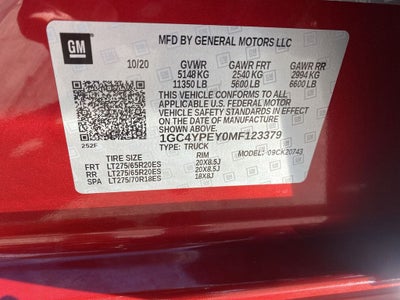 GM
MFD BY GENERAL MOTORS LLC
10/20 GVWR GAWR FRT GAWR RR
5148 KG 2540 KG 2994 KG
11350 LB 5600 LB 6600 LB
THIS VEHICLE CONFORMS TO ALL
APPLICABLE U.S. FEDERAL MOTOR
VEHICLE SAFETY STANDARDS IN EFFECT
ON THE DATE OF MANUFACTURE
SHOWN ABOVE.
1GC4YPEY0MF123379
TYPE: TRUCK
252F
MODEL: 09CK20743
TIRE SIZE RIM
FRT LT275/65R20ES 20X8.5J
RR LT275/65R20ES 20X8.5J
SPA LT275/70R18ES 18X8J